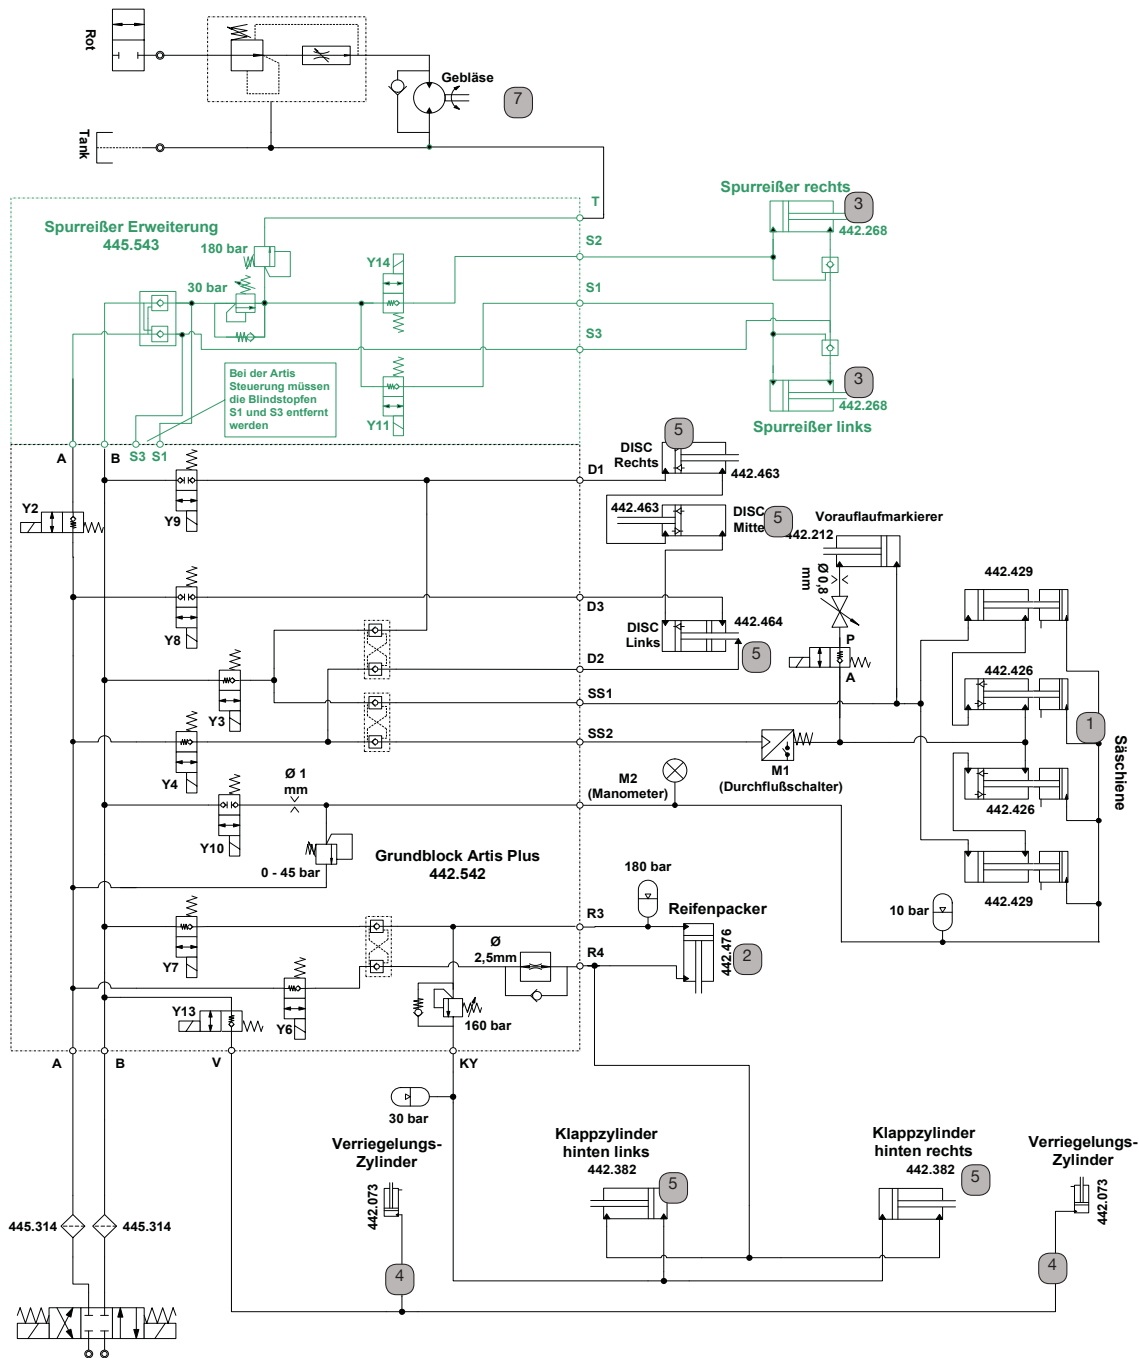 Rot
Gebläse
7
Tank
T
Spurreißer rechts
3
442.268
Spurreißer Erweiterung
445.543
180 bar
Y14
S2
30 bar
S1
S3
Bei der Artis
Steuerung müssen
die Blindstopfen
S1 und S3 entfernt
werden
Y11
3
442.268
Spurreißer links
A
B
S3
S1
5
DISC
Rechts
D1
442.463
Y2
Y9
442.463
DISC
Mitte
5
Vorauflaufmarkierer
442.212
Ø 0,8
mm
442.429
D3
Y8
442.464
DISC
Links
5
D2
P
A
SS1
442.426
Y3
SS2
1
Säschiene
Y4
Ø 1
mm
M2
(Manometer)
M1
(Durchflußschalter)
442.426
Y10
0 - 45 bar
Grundblock Artis Plus
442.542
180 bar
442.429
10 bar
R3
Reifenpacker
442.476
2
Ø
2,5mm
R4
Y7
Y13
Y6
160 bar
A
B
V
KY
30 bar
Verriegelungs-
Zylinder
442.073
Klappzylinder
hinten links
442.382
5
Klappzylinder
hinten rechts
442.382
5
Verriegelungs-
Zylinder
442.073
445.314
445.314
4
4